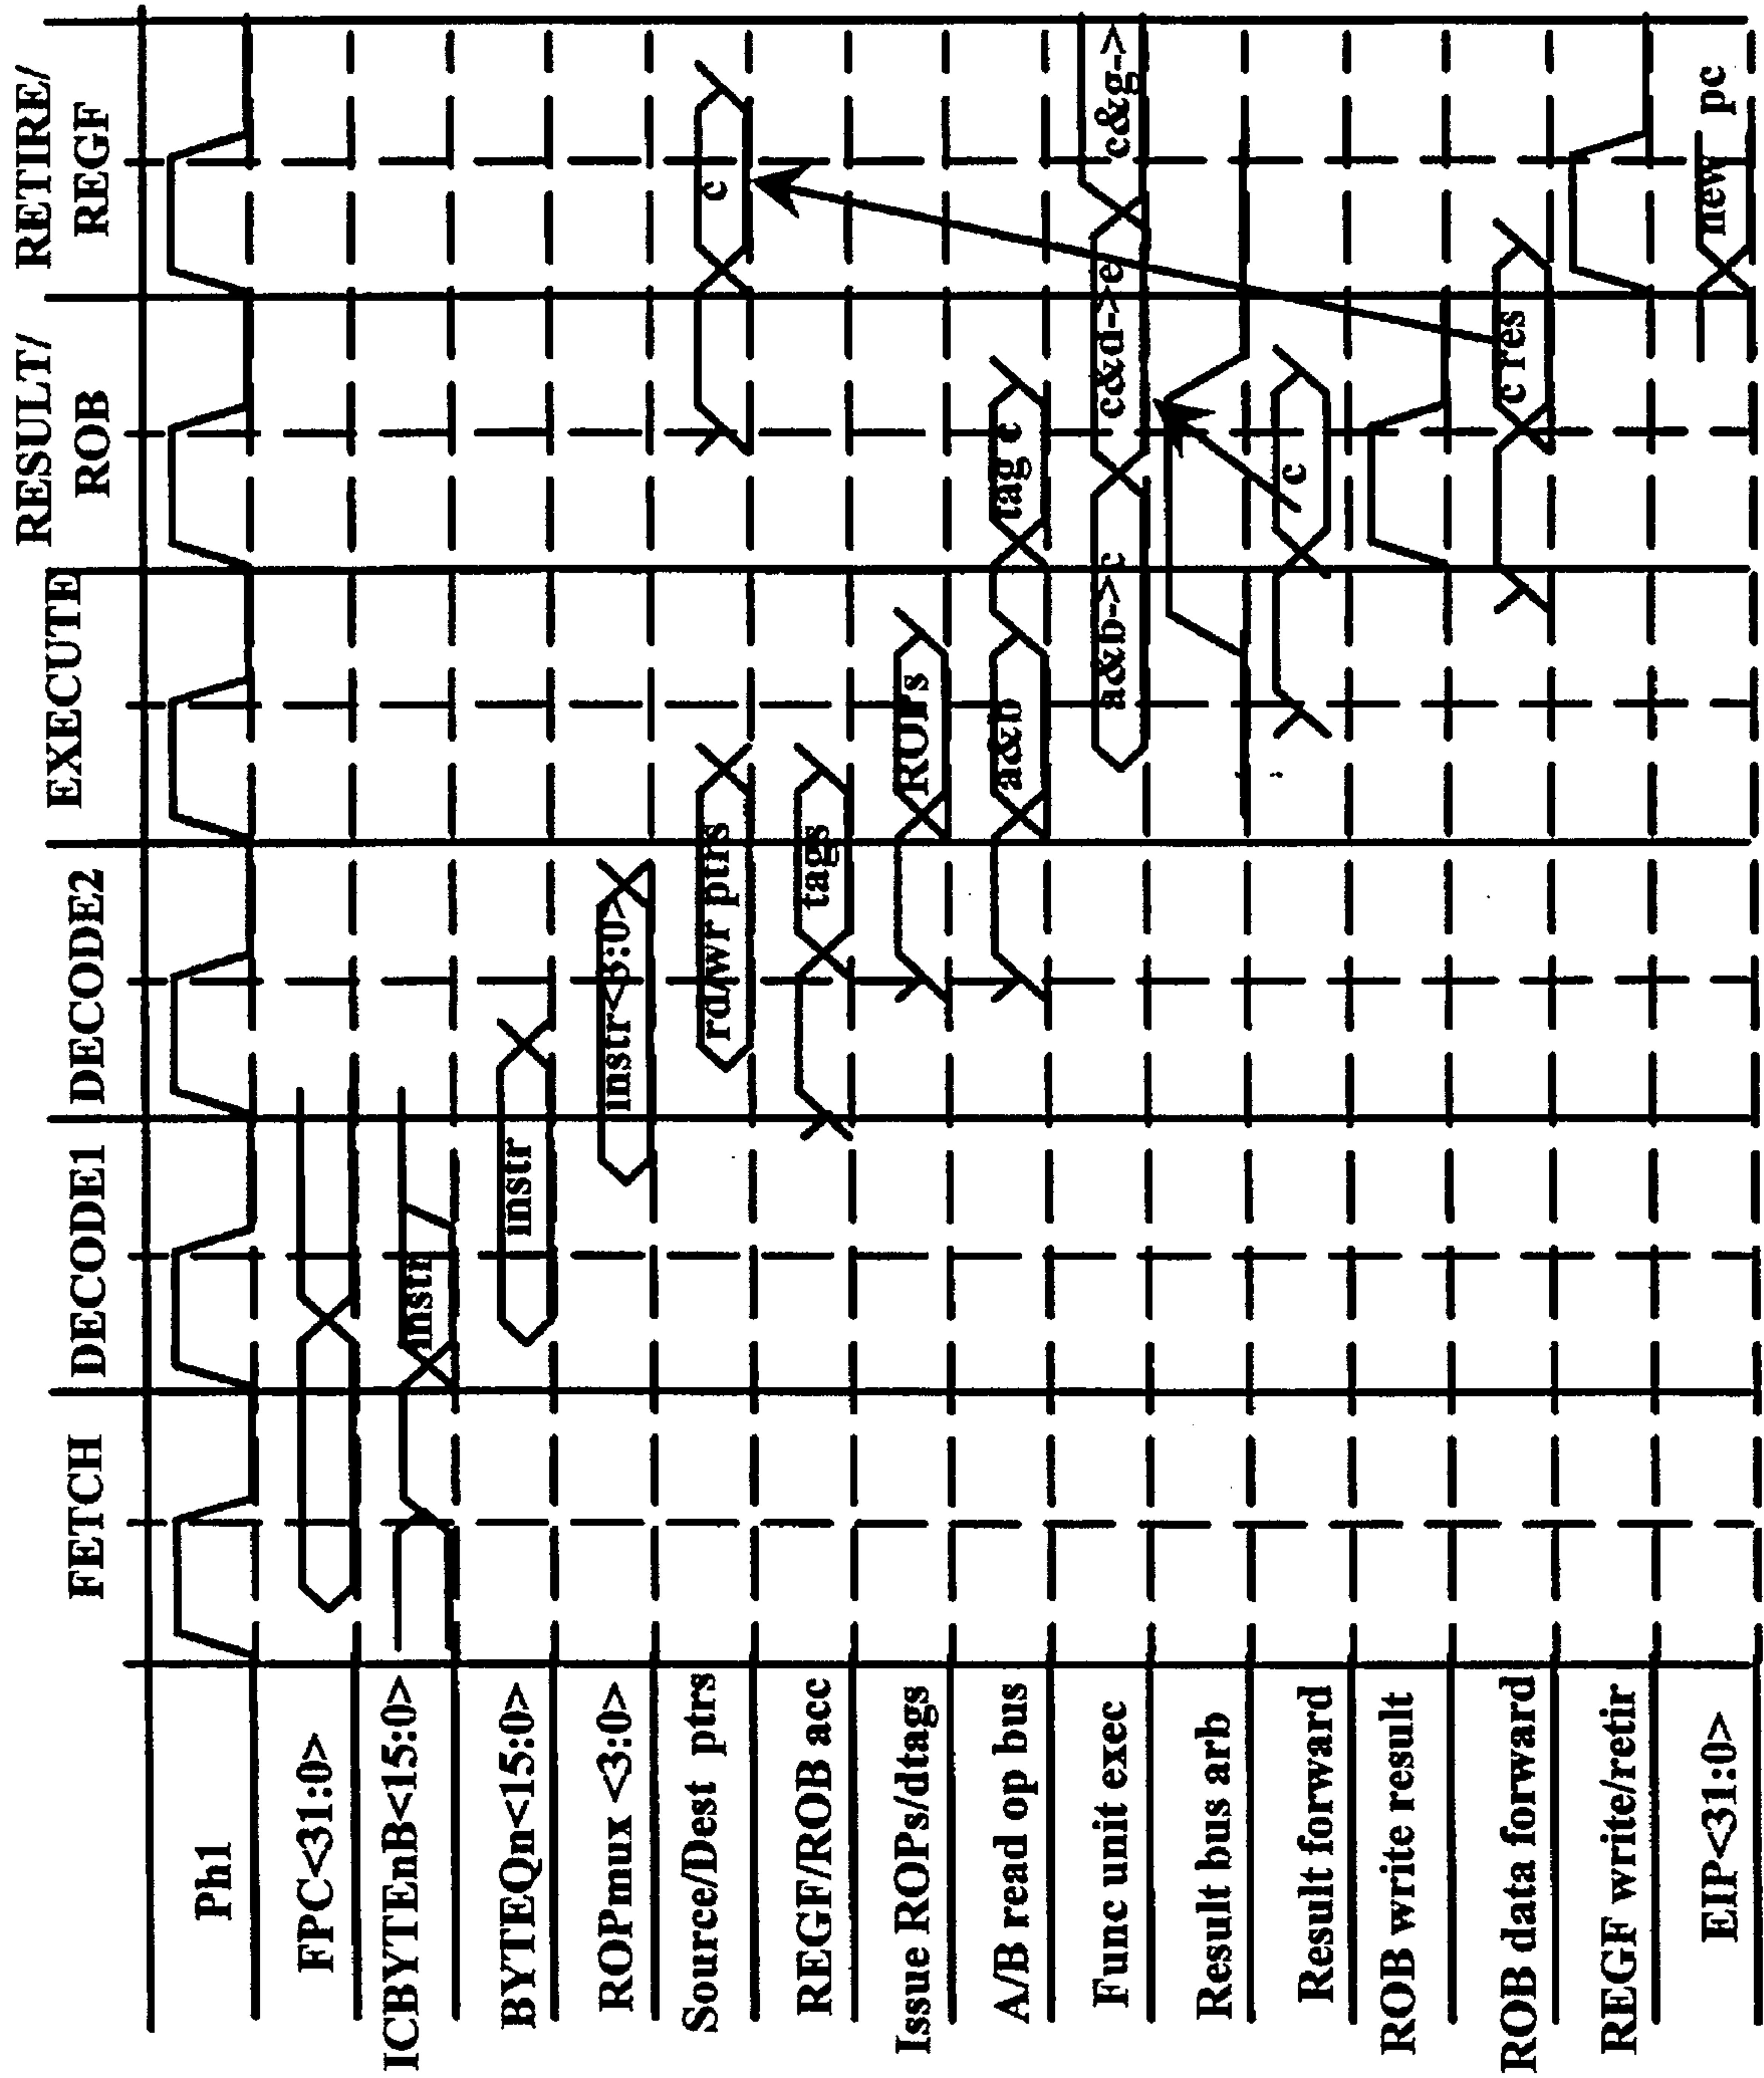 FETCH
DECODE1
DECODE2
EXECUTE
RESULT/
ROB
RETIRE/
REGF
Ph1
FPC<31:0>
ICBYTEnB<15:0>
instr
BYTEQn<15:0>
instr
ROPmux <3:0>
instr<3:0>
Source/Dest ptrs
rd/wr ptrs
c
REGF/ROB acc
tags
Issue ROPs/dtags
ROPs
A/B read op bus
a&b
tag c
Func unit exec
a&b->c
c&d->e
c&g->
Result bus arb
Result forward
c
ROB write result
ROB data forward
c res
REGF write/retir
EIP<31:0>
new pc